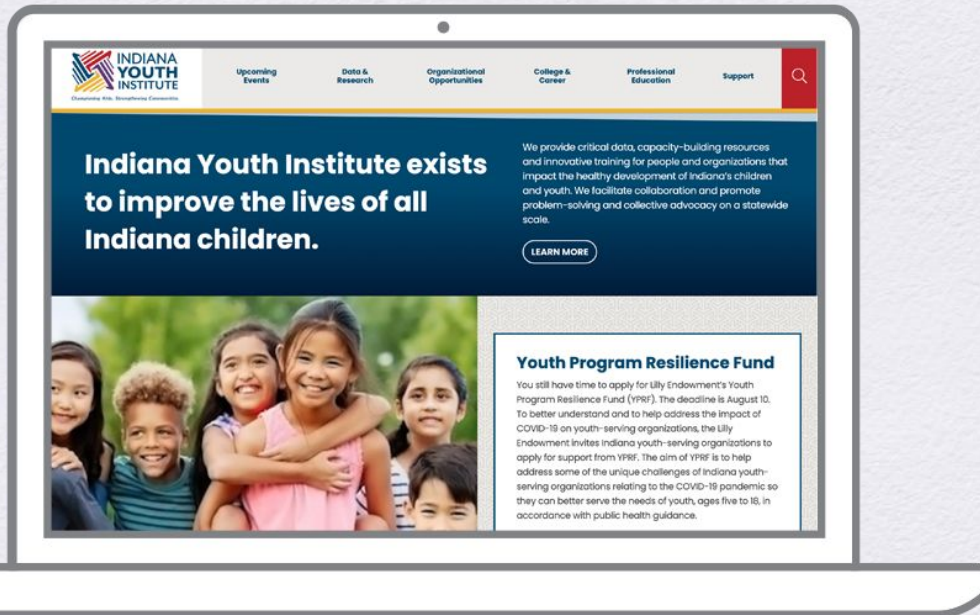 INDIANA
YOUTH
INSTITUTE
Championing Kids. Strengthening Communities.
Upcoming
Events
Data &
Research
Organizational
Opportunities
College &
Career
Professional
Education
Support
Indiana Youth Institute exists
to improve the lives of all
Indiana children.
We provide critical data, capacity-building resources
and innovative training for people and organizations that
impact the healthy development of Indiana's children
and youth. We facilitate collaboration and promote
problem-solving and collective advocacy on a statewide
scale.
LEARN MORE
Youth Program Resilience Fund
You still have time to apply for Lilly Endowment's Youth
Program Resilience Fund (YPRF). The deadline is August 10.
To better understand and to help address the impact of
COVID-19 on youth-serving organizations, the Lilly
Endowment invites Indiana youth-serving organizations to
apply for support from YPRF. The aim of YPRF is to help
address some of the unique challenges of Indiana youth-
serving organizations relating to the COVID-19 pandemic so
they can better serve the needs of youth, ages five to 18, in
accordance with public health guidance.